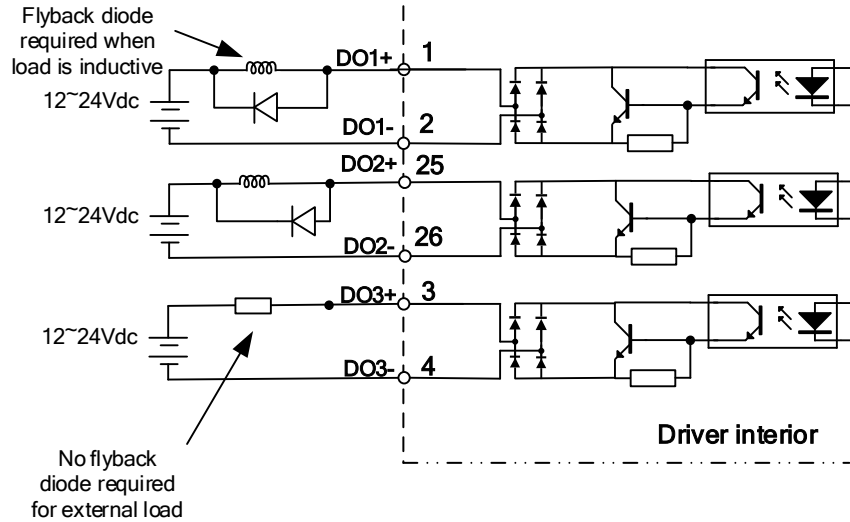 Flyback diode
required when
load is inductive
DO1+
1
12~24Vdc
DO1-
2
DO2+
25
12~24Vdc
DO2-
26
DO3+
3
12~24Vdc
DO3-
4
Driver interior
No flyback
diode required
for external load